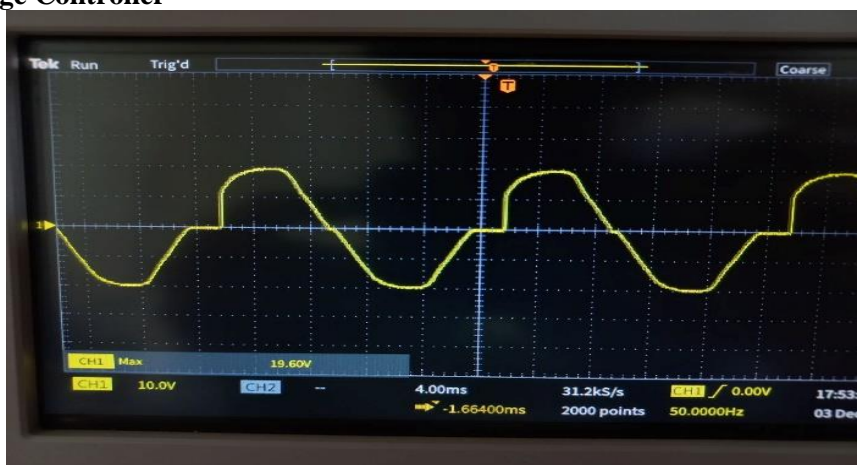 ge Controller
Tek Run Trig'd Coarse
T
T
1
CH1 Max 19.60V
CH1 10.0V CH2 -- 4.00ms 31.2kS/s CH1 0.00V 17:53:
-1.66400ms 2000 points 50.0000Hz 03 Dec